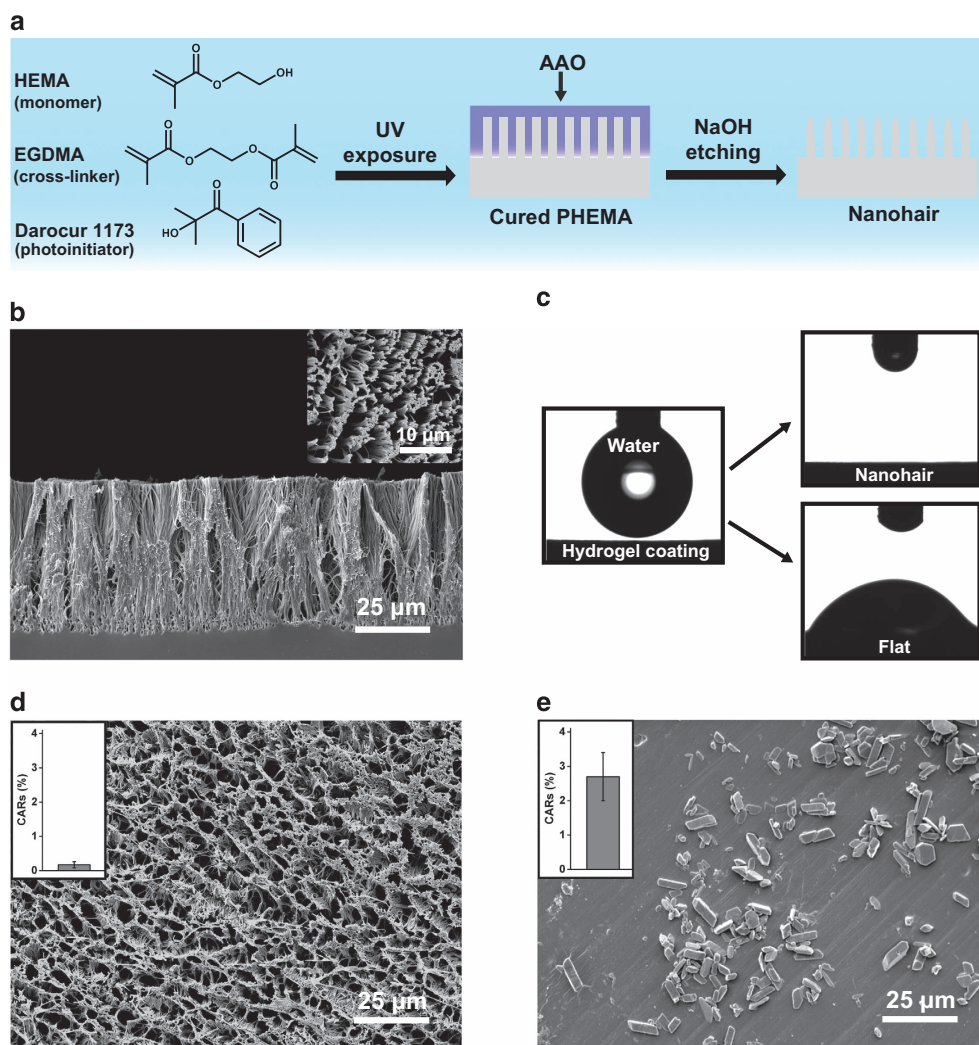 a
HEMA
(monomer)
O
O
OH
EGDMA
(cross-linker)
O
O
O
O
Darocur 1173
(photoinitiator)
O
HO
UV
exposure
AAO
Cured PHEMA
NaOH
etching
Nanohair
b
10 μm
25 μm
c
Water
Hydrogel coating
Nanohair
Flat
d
CARs (%)
4
3
2
1
0
25 μm
e
CARs (%)
4
3
2
1
0
25 μm